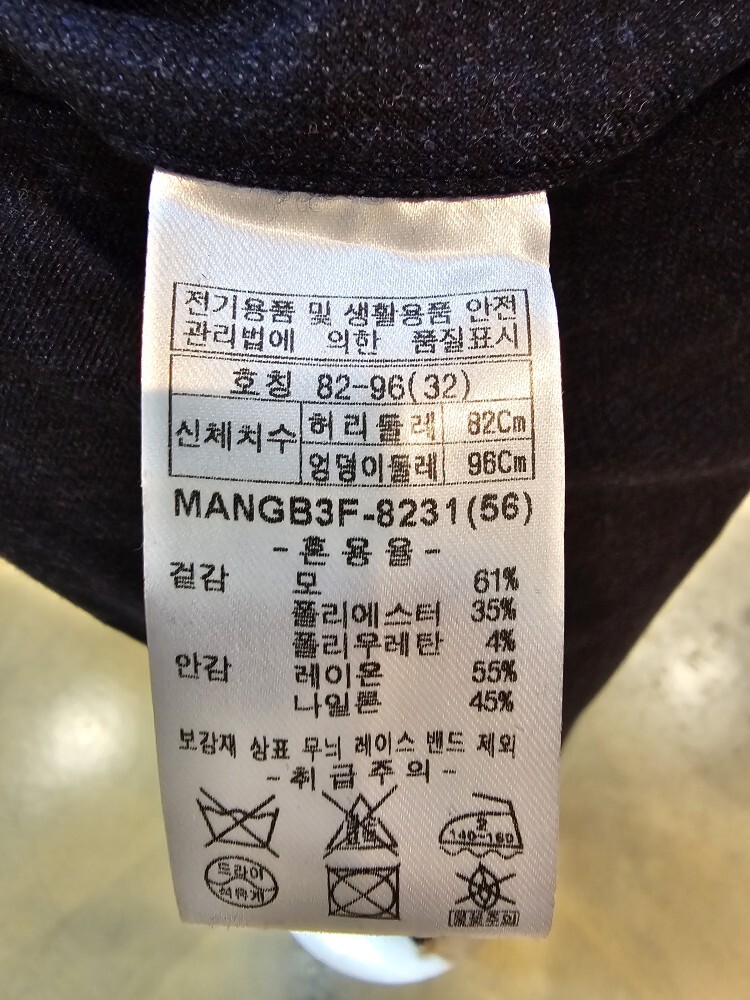 전기용품 및 생활용품 안전
관리법에 의한 품질표시
호칭 82-96(32)
신체치수 허리둘레 82Cm
엉덩이둘레 96Cm
MANGB3F-8231(56)
-혼용율-
겉감 모 61%
폴리에스터 35%
폴리우레탄 4%
안감 레이온 55%
나일론 45%
보강재 상표 무늬 레이스 밴드 제외
-취급주의-
2
140~160
드라이